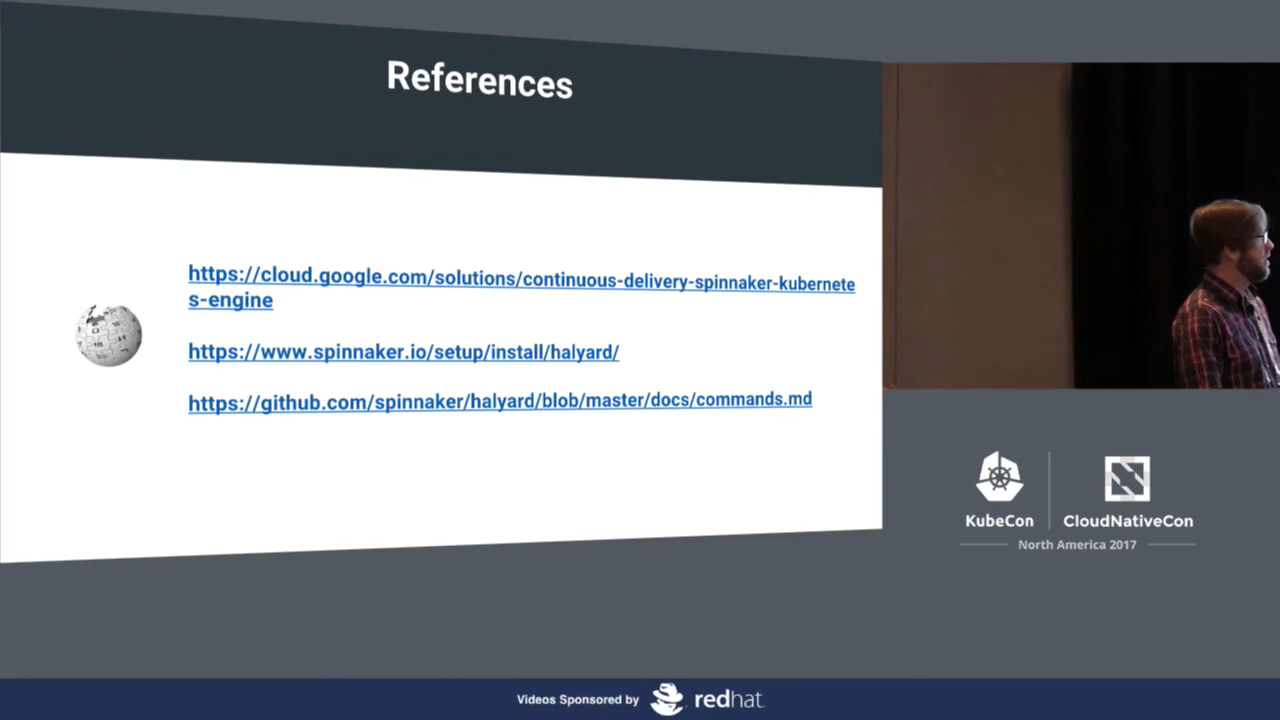 References
https://cloud.google.com/solutions/continuous-delivery-spinnaker-kubernete
s-engine
https://www.spinnaker.io/setup/install/halyard/
https://github.com/spinnaker/halyard/blob/master/docs/commands.md
KubeCon
CloudNativeCon
North America 2017
Videos Sponsored by
redhat.